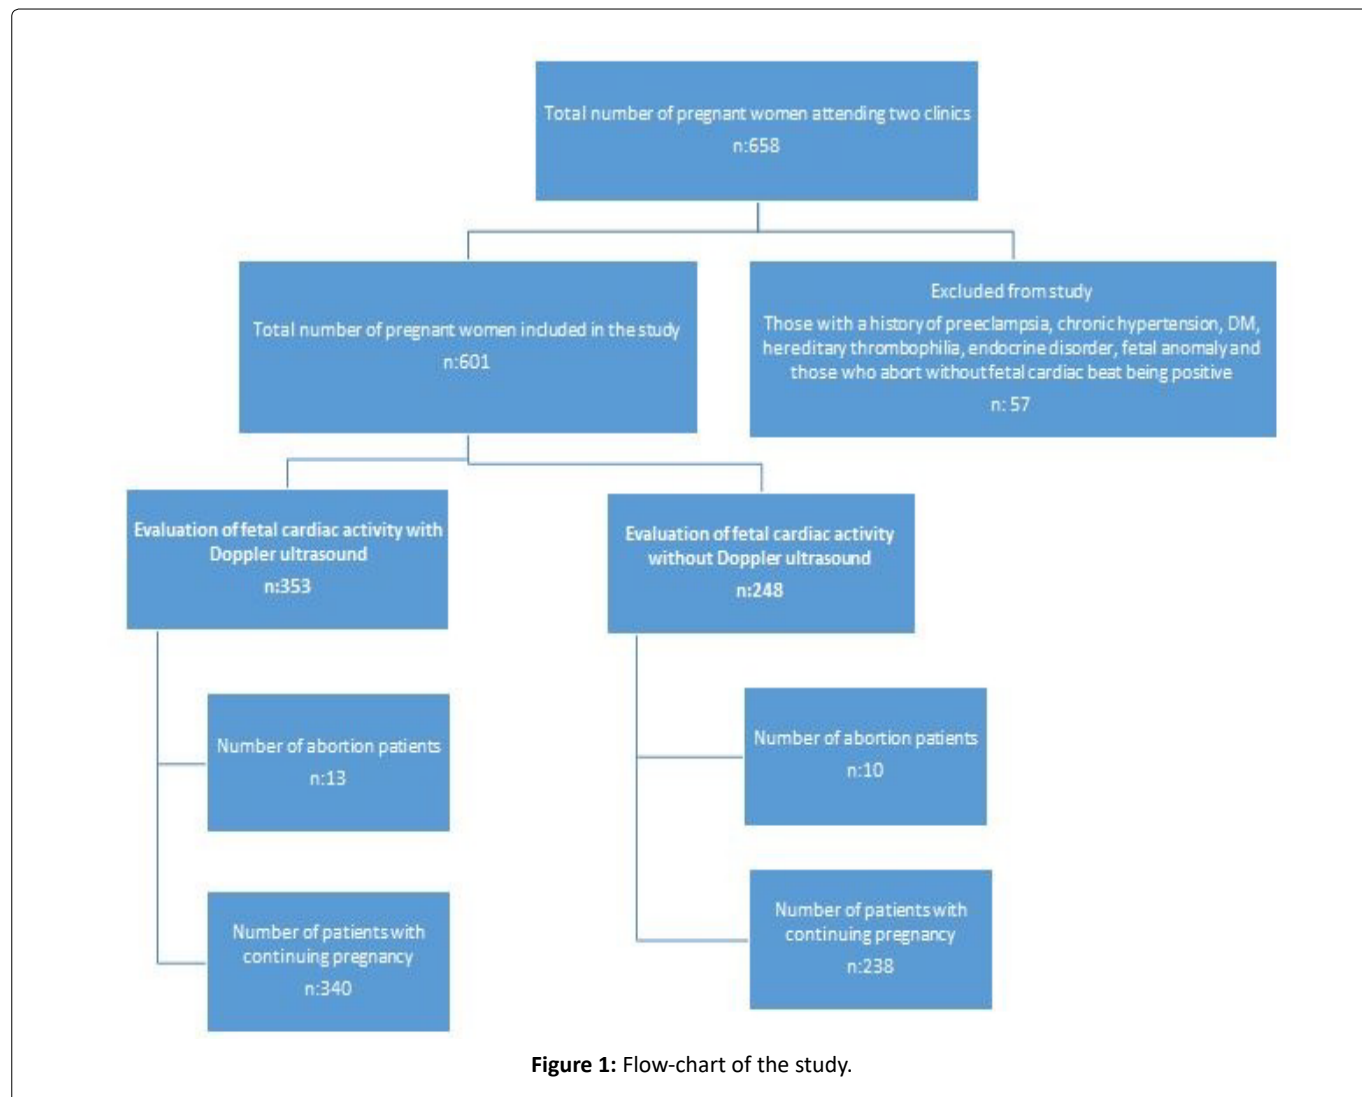 Total number of pregnant women attending two clinics
n:658
Total number of pregnant women included in the study
n:601
Excluded from study
Those with a history of preeclampsia, chronic hypertension, DM,
hereditary thrombophilia, endocrine disorder, fetal anomaly and
those who abort without fetal cardiac beat being positive
n: 57
Evaluation of fetal cardiac activity with
Doppler ultrasound
n:353
Evaluation of fetal cardiac activity
without Doppler ultrasound
n:248
Number of abortion patients
n:13
Number of abortion patients
n:10
Number of patients with
continuing pregnancy
n:340
Number of patients with
continuing pregnancy
n:238
Figure 1: Flow-chart of the study.